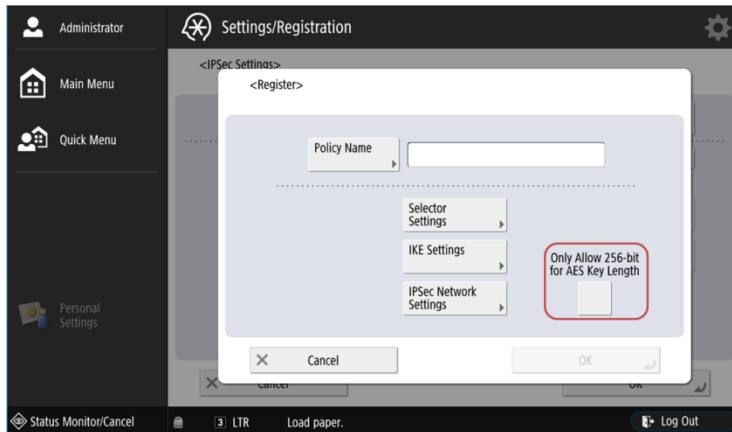 Administrator
Settings/Registration
Main Menu
Quick Menu
Personal
Settings
<IPSec Settings>
<Register>
Policy Name
Selector
Settings
IKE Settings
IPSec Network
Settings
Only Allow 256-bit
for AES Key Length
Cancel
OK
Cancel
OK
Status Monitor/Cancel
3 LTR
Load paper.
Log Out